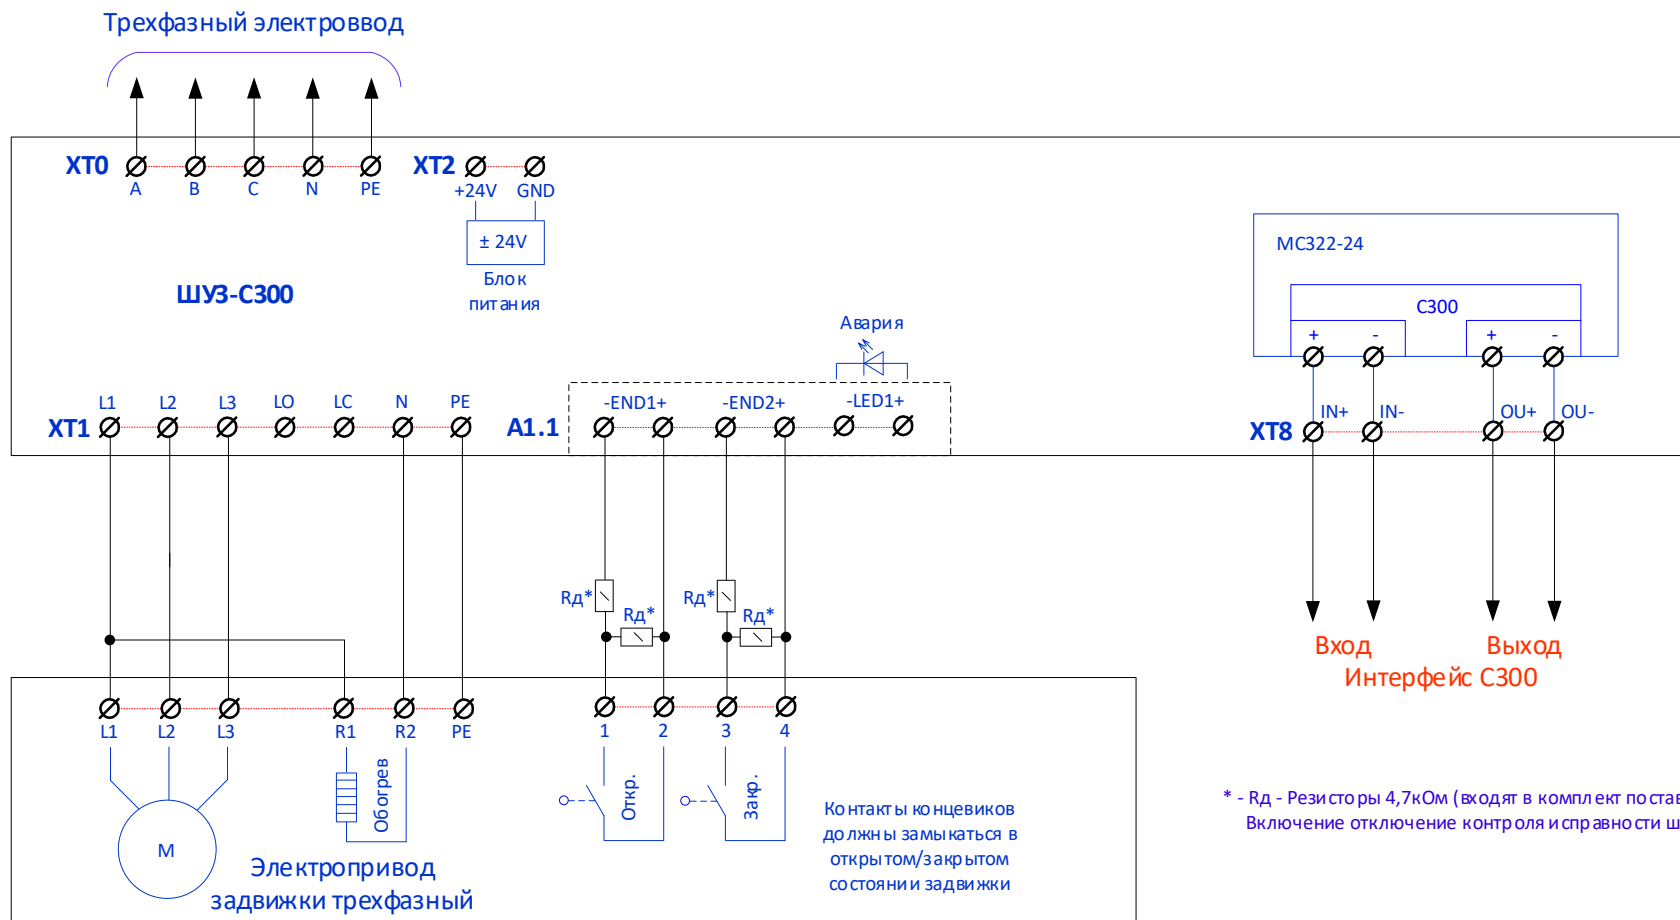 Трехфазный электроввод
XT0
A B C N PE
XT2
+24V GND
± 24V
Блок
питания
ШУЗ-С300
МС322-24
С300
+ - + -
Авария
XT1
L1 L2 L3 LO LC N PE
A1.1
-END1+ -END2+ -LED1+
XT8
IN+ IN- OU+ OU-
Rд* Rд*
Rд* Rд*
Вход Выход
Интерфейс С300
L1 L2 L3 R1 R2 PE
1 2 3 4
Обогрев
Откр.
Закр.
М
Электропривод
задвижки трехфазный
Контакты концевиков
должны замыкаться в
открытом/закрытом
состоянии задвижки
* - Rд - Резисторы 4,7кОм (входят в комплект
Включение отключение контроля исправности